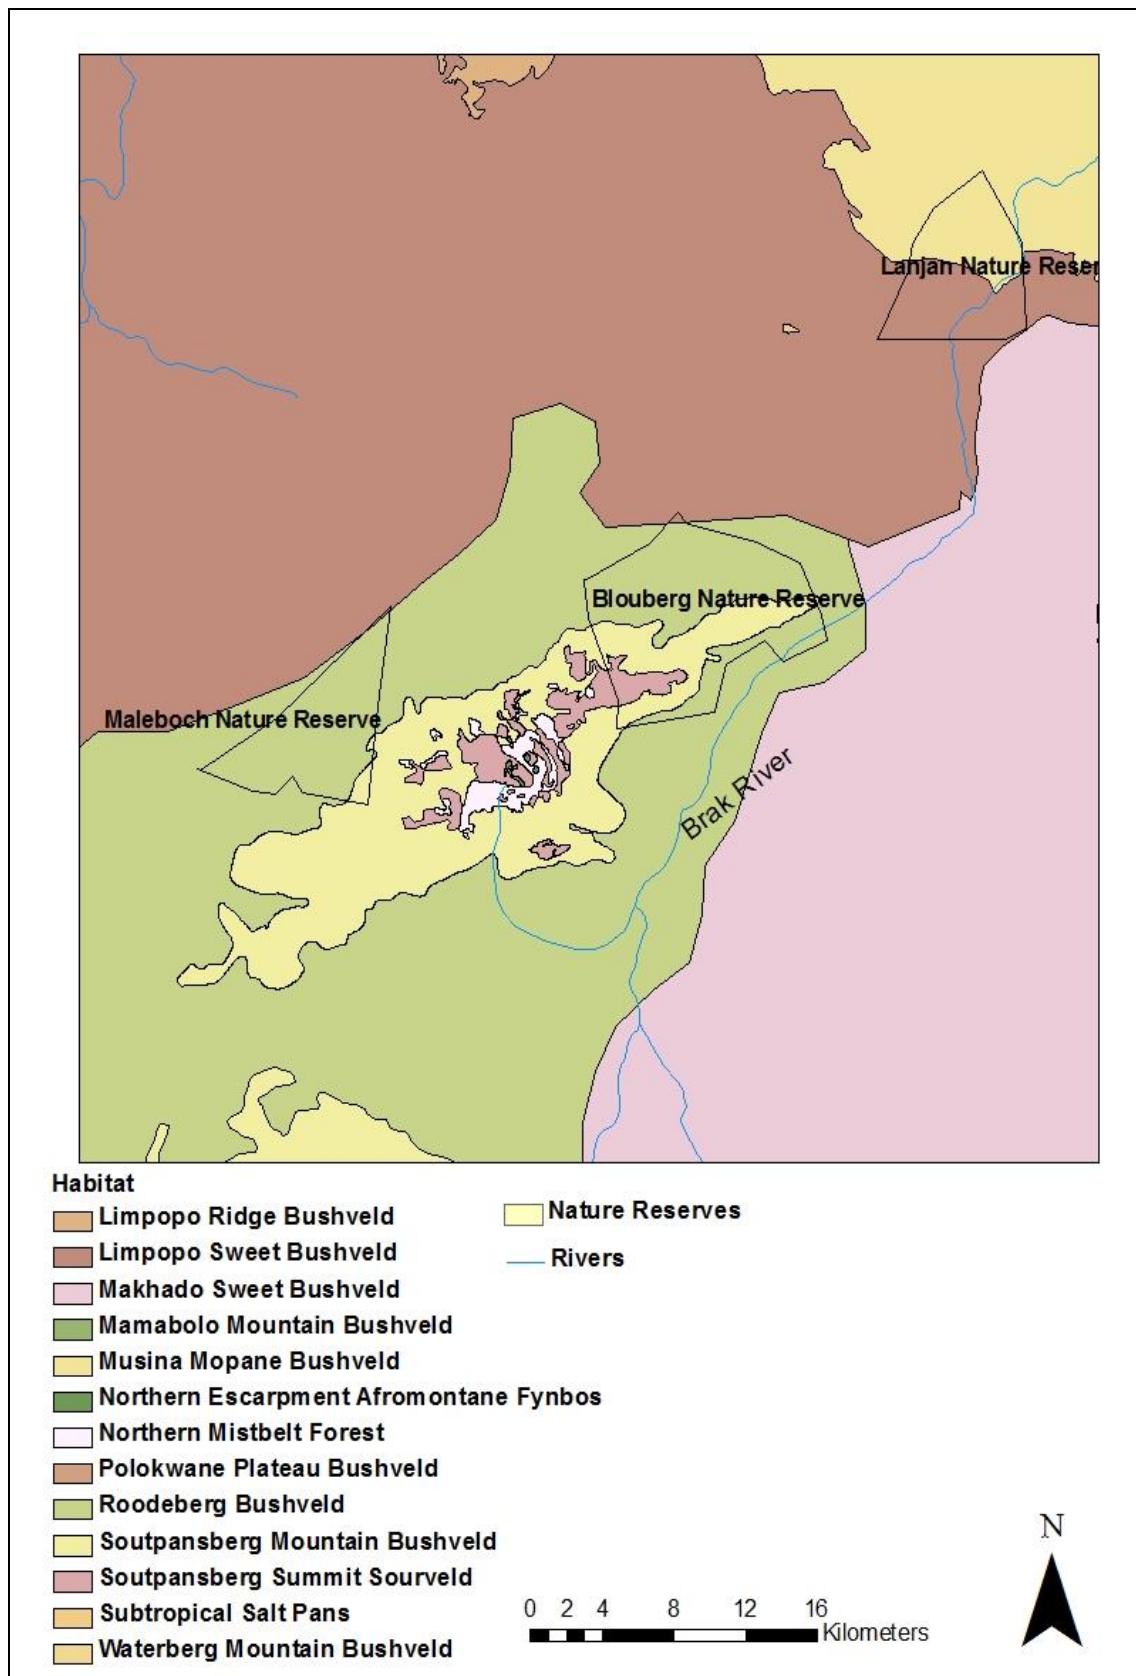 Lanjan Nature Reser
Blouberg Nature Reserve
Maleboch Nature Reserve
Brak River
Habitat
Limpopo Ridge Bushveld
Limpopo Sweet Bushveld
Makhado Sweet Bushveld
Mamabolo Mountain Bushveld
Musina Mopane Bushveld
Northern Escarpment Afromontane Fynbos
Northern Mistbelt Forest
Polokwane Plateau Bushveld
Roodeberg Bushveld
Soutpansberg Mountain Bushveld
Soutpansberg Summit Sourveld
Subtropical Salt Pans
Waterberg Mountain Bushveld
Nature Reserves
Rivers
0 2 4 8 12 16
Kilometers
N